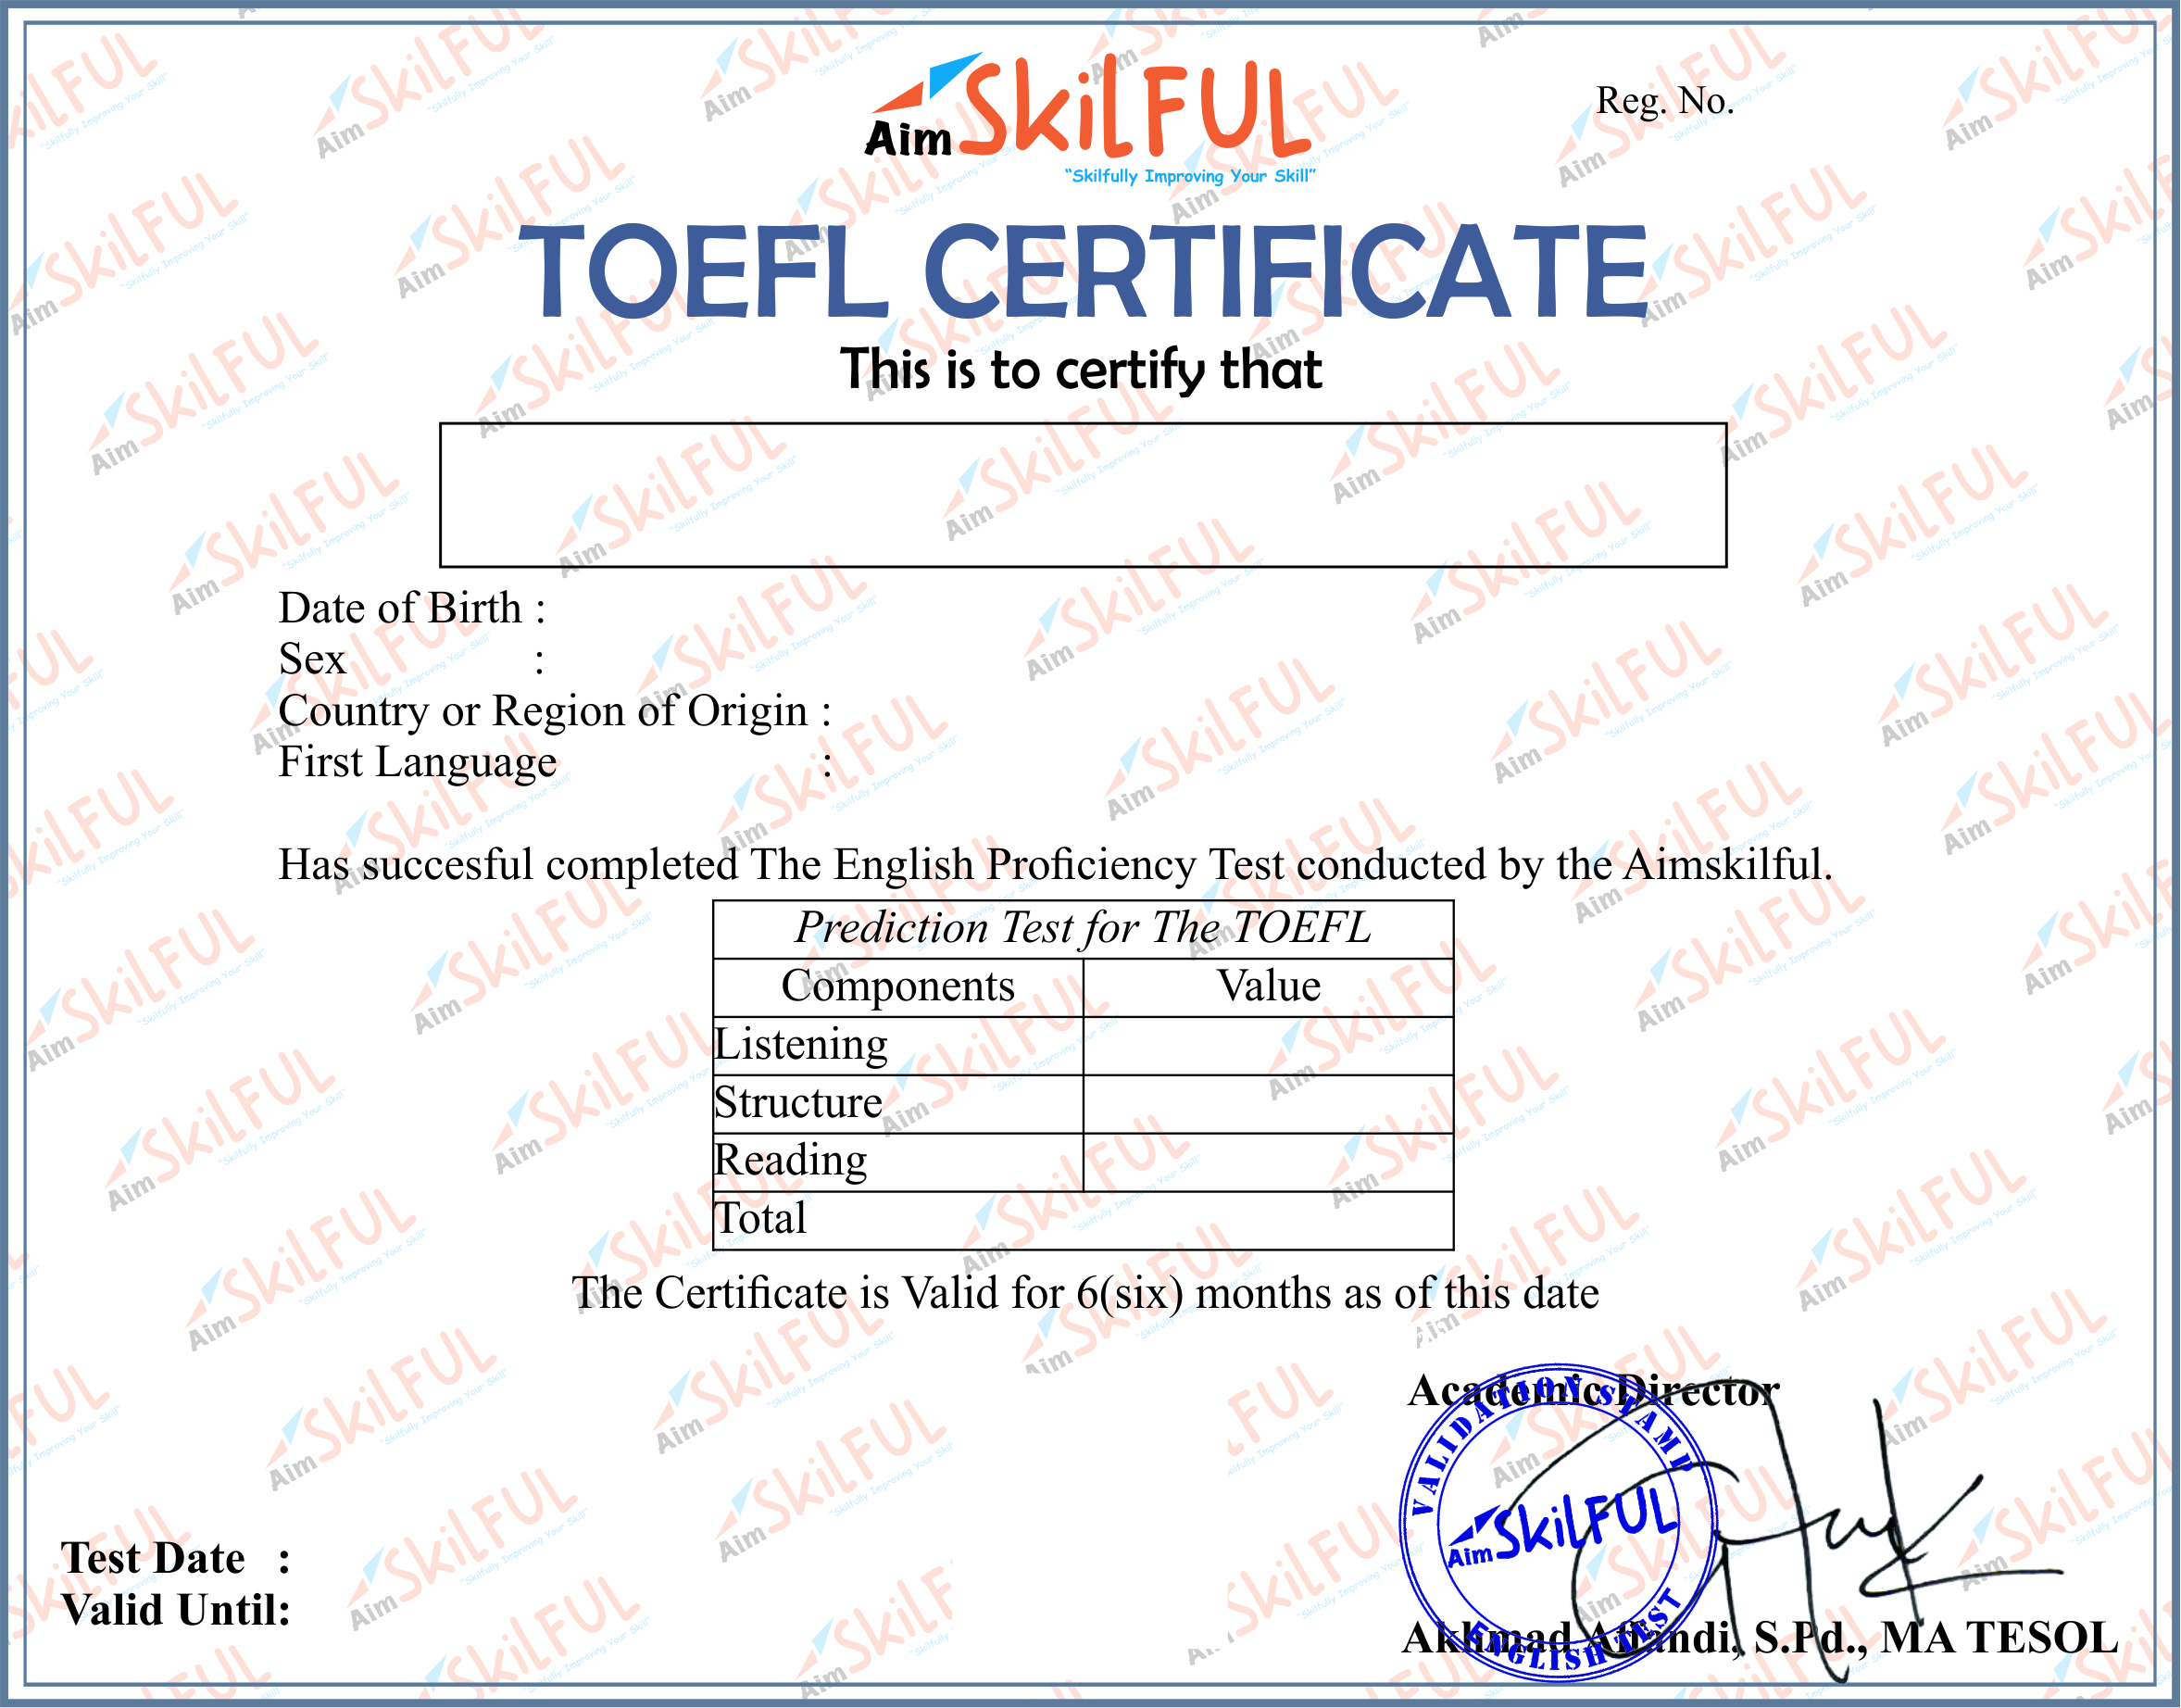 Aim SkilFUL
“Skilfully Improving Your Skill”
Reg. No.
TOEFL CERTIFICATE
This is to certify that
Date of Birth :
Sex :
Country or Region of Origin :
First Language :
Has succesful completed The English Proficiency Test conducted by the Aimskilful.
Prediction Test for The TOEFL
Components Value
Listening
Structure
Reading
Total
The Certificate is Valid for 6(six) months as of this date
Academic Director
VALIDATION STAMP
Aim SkilFUL
ENGLISH TEST
Test Date :
Valid Until:
Akhmad Affandi, S.Pd., MA TESOL